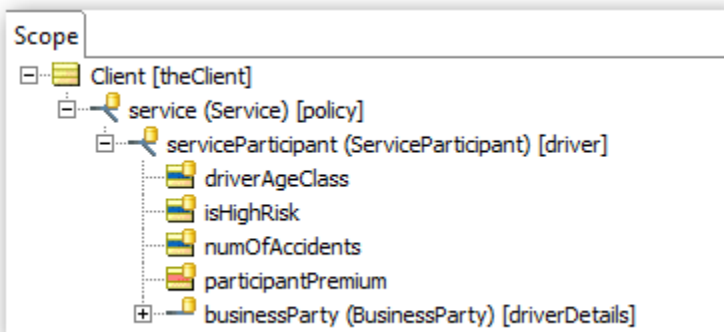 Scope
Client [theClient]
service (Service) [policy]
serviceParticipant (ServiceParticipant) [driver]
driverAgeClass
isHighRisk
numOfAccidents
participantPremium
businessParty (BusinessParty) [driverDetails]